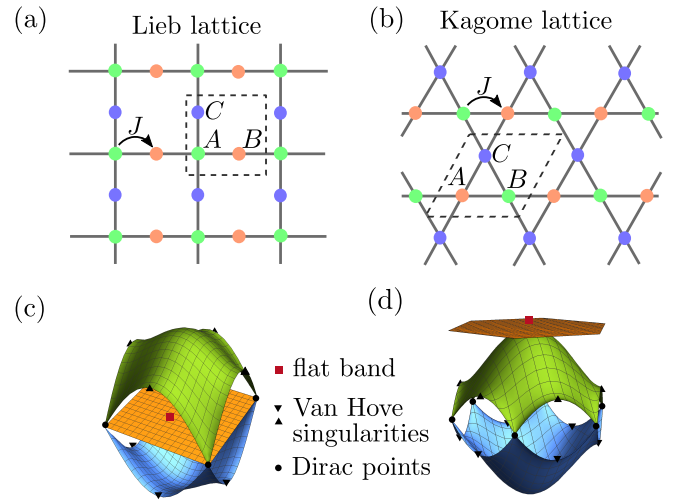 (a)
Lieb lattice
J
C
A
B
(b)
Kagome lattice
J
C
A
B
(c)
flat band
Van Hove
singularities
Dirac points
(d)